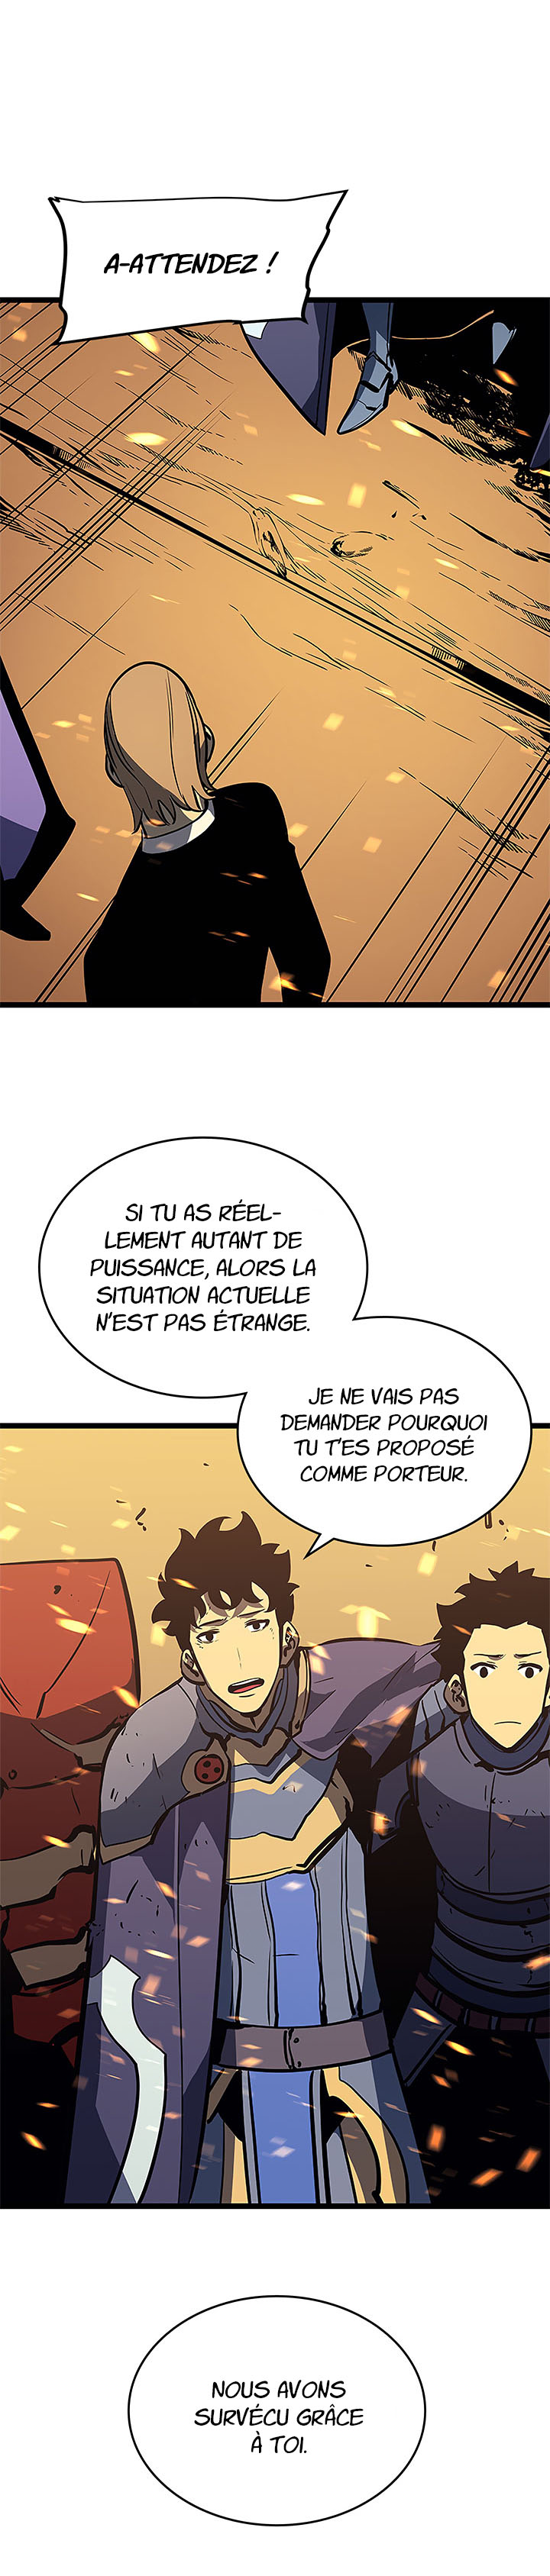 A-ATTENDEZ !
SI TU AS RÉEL-
LEMENT AUTANT DE
PUISSANCE, ALORS LA
SITUATION ACTUELLE
N'EST PAS ÉTRANGE.
JE NE VAIS PAS
DEMANDER POURQUOI
TU T'ES PROPOSÉ
COMME PORTEUR.
NOUS AVONS
SURVÉCU GRÂCE
À TOI.